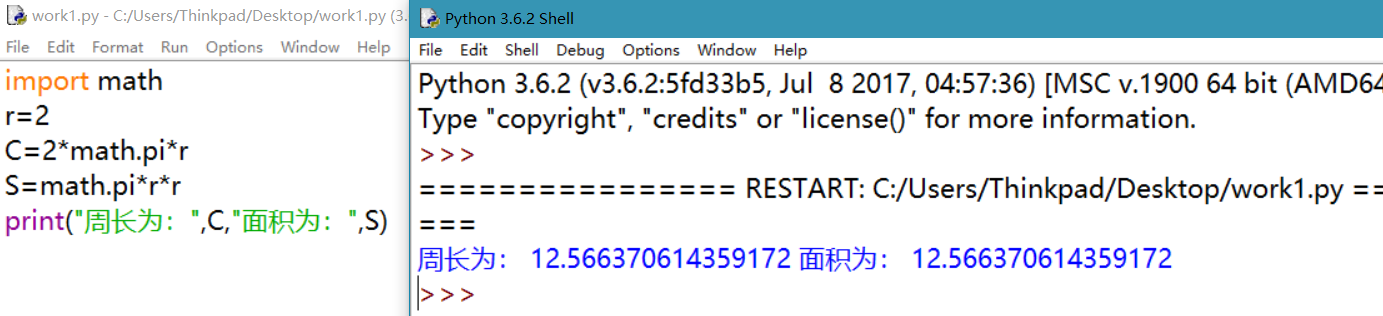 work1.py - C:/Users/Thinkpad/Desktop/work1.py (3.
File Edit Format Run Options Window Help
import math
r=2
C=2*math.pi*r
S=math.pi*r*r
print("周长为：",C,"面积为：",S)
Python 3.6.2 Shell
File Edit Shell Debug Options Window Help
Python 3.6.2 (v3.6.2:5fd33b5, Jul  8 2017, 04:57:36) [MSC v.1900 64 bit (AMD64
Type "copyright", "credits" or "license()" for more information.
>>>
================ RESTART: C:/Users/Thinkpad/Desktop/work1.py ==
===
周长为： 12.566370614359172 面积为： 12.566370614359172
>>>